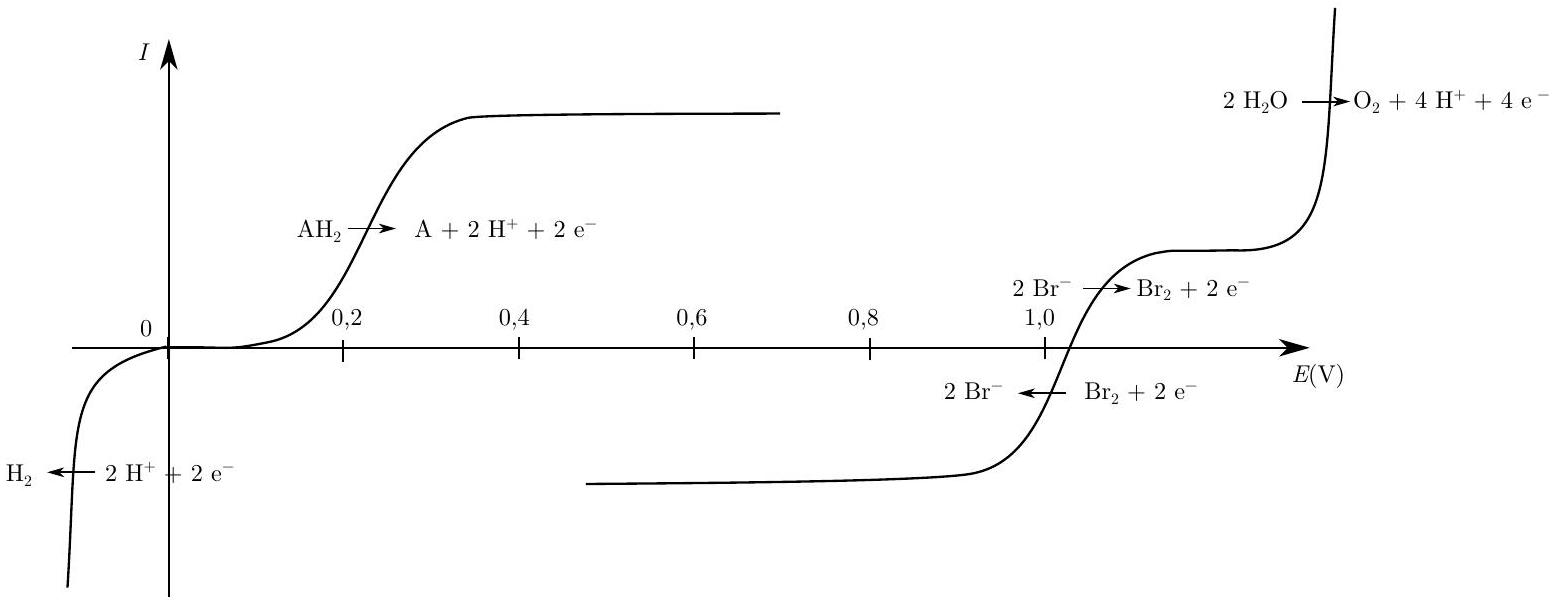 I
2 H₂O → O₂ + 4 H⁺ + 4 e⁻
AH₂ → A + 2 H⁺ + 2 e⁻
2 Br⁻ → Br₂ + 2 e⁻
0 0,2 0,4 0,6 0,8 1,0
E(V)
2 Br⁻ ← Br₂ + 2 e⁻
H₂ ← 2 H⁺ + 2 e⁻